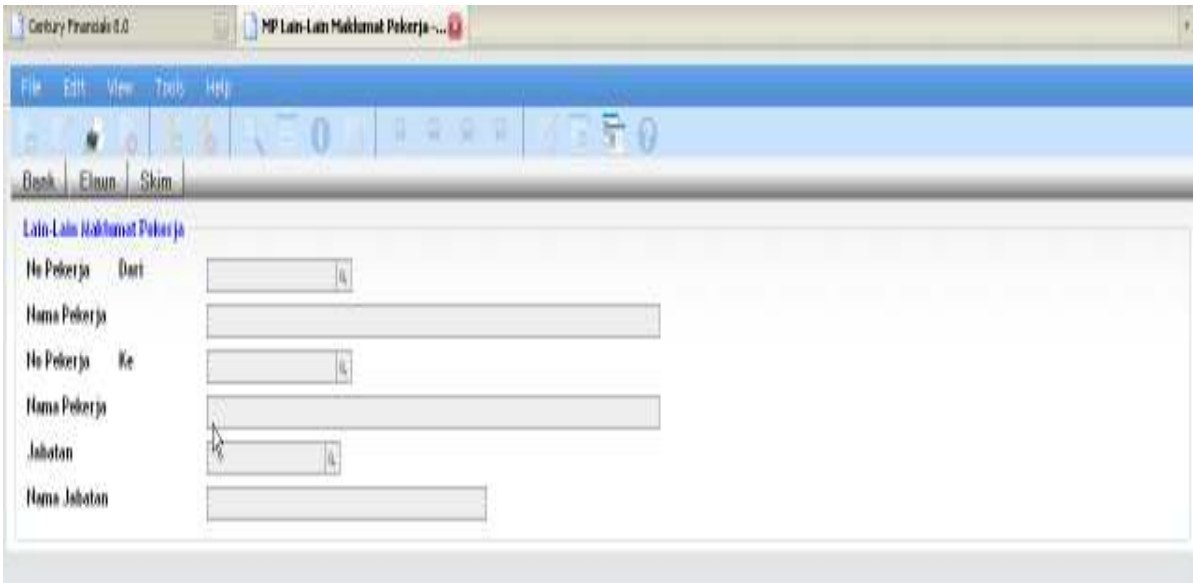 Century Financials 8.0
MP Lain-Lain Maklumat Pekerja -...
File Edit View Tools Help
Bank Elaun Skim
Lain-Lain Maklumat Pekerja
No Pekerja Dari
Nama Pekerja
No Pekerja Ke
Nama Pekerja
Jabatan
Nama Jabatan